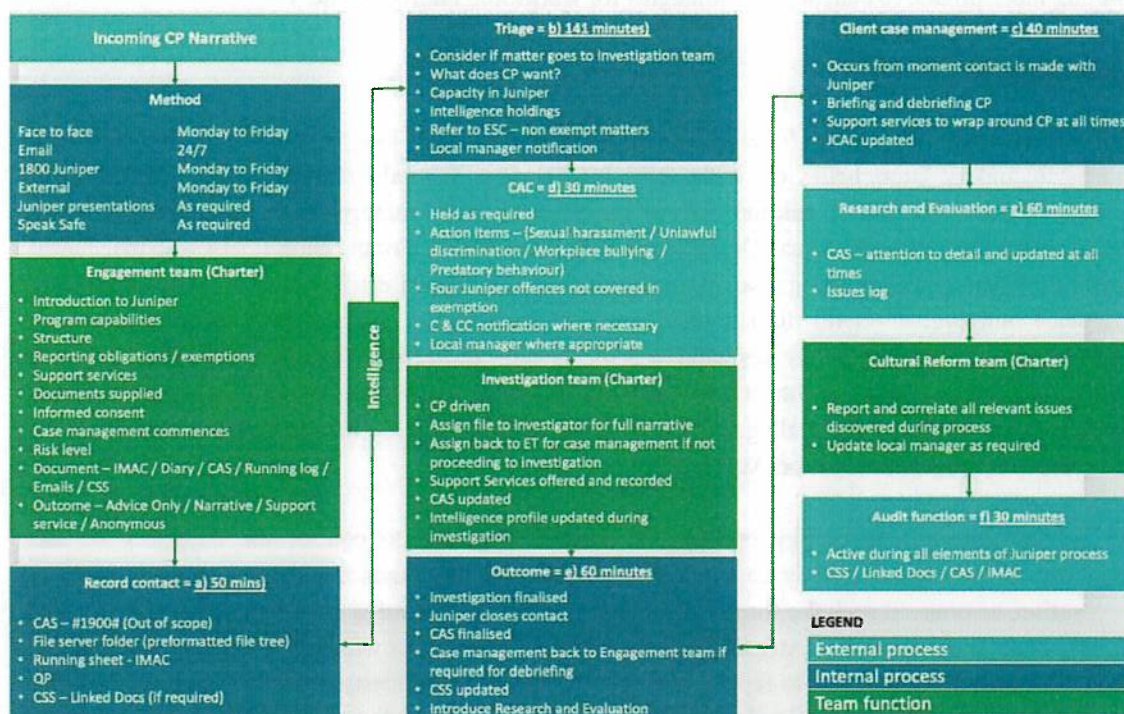 Incoming CP Narrative
Method
Face to face Monday to Friday
Email 24/7
1800 Juniper Monday to Friday
External Monday to Friday
Juniper presentations As required
Speak Safe As required
Engagement team (Charter)
• Introduction to Juniper
• Program capabilities
• Structure
• Reporting obligations / exemptions
• Support services
• Documents supplied
• Informed consent
• Case management commences
• Risk level
• Document – IMAC / Diary / CAS / Running log /
Emails / CSS
• Outcome – Advice Only / Narrative / Support
service / Anonymous
Record contact = a) 50 mins)
• CAS – #1900# (Out of scope)
• File server folder (preformatted file tree)
• Running sheet - IMAC
• QP
• CSS – Linked Docs (if required)
Intelligence
Triage = b) 141 minutes)
• Consider if matter goes to Investigation team
• What does CP want?
• Capacity in Juniper
• Intelligence holdings
• Refer to ESC – non exempt matters
• Local manager notification
CAC = d) 30 minutes
• Held as required
• Action items – (Sexual harassment / Unlawful
discrimination / Workplace bullying /
Predatory behaviour)
• Four Juniper offences not covered in
exemption
• C & CC notification where necessary
• Local manager where appropriate
Investigation team (Charter)
• CP driven
• Assign file to investigator for full narrative
• Assign back to ET for case management if not
proceeding to investigation
• Support Services offered and recorded
• CAS updated
• Intelligence profile updated during
investigation
Outcome = e) 60 minutes
• Investigation finalised
• Juniper closes contact
• CAS finalised
• Case management back to Engagement team if
required for debriefing
• CSS updated
• Introduce Research and Evaluation
Client case management = c) 40 minutes
• Occurs from moment contact is made with
Juniper
• Briefing and debriefing CP
• Support services to wrap around CP at all times
• JCAC updated
Research and Evaluation = g) 60 minutes
• CAS – attention to detail and updated at all
times
• Issues log
Cultural Reform team (Charter)
• Report and correlate all relevant issues
discovered during process
• Update local manager as required
Audit function = f) 30 minutes
• Active during all elements of Juniper process
• CSS / Linked Docs / CAS / IMAC
LEGEND
External process
Internal process
Team function